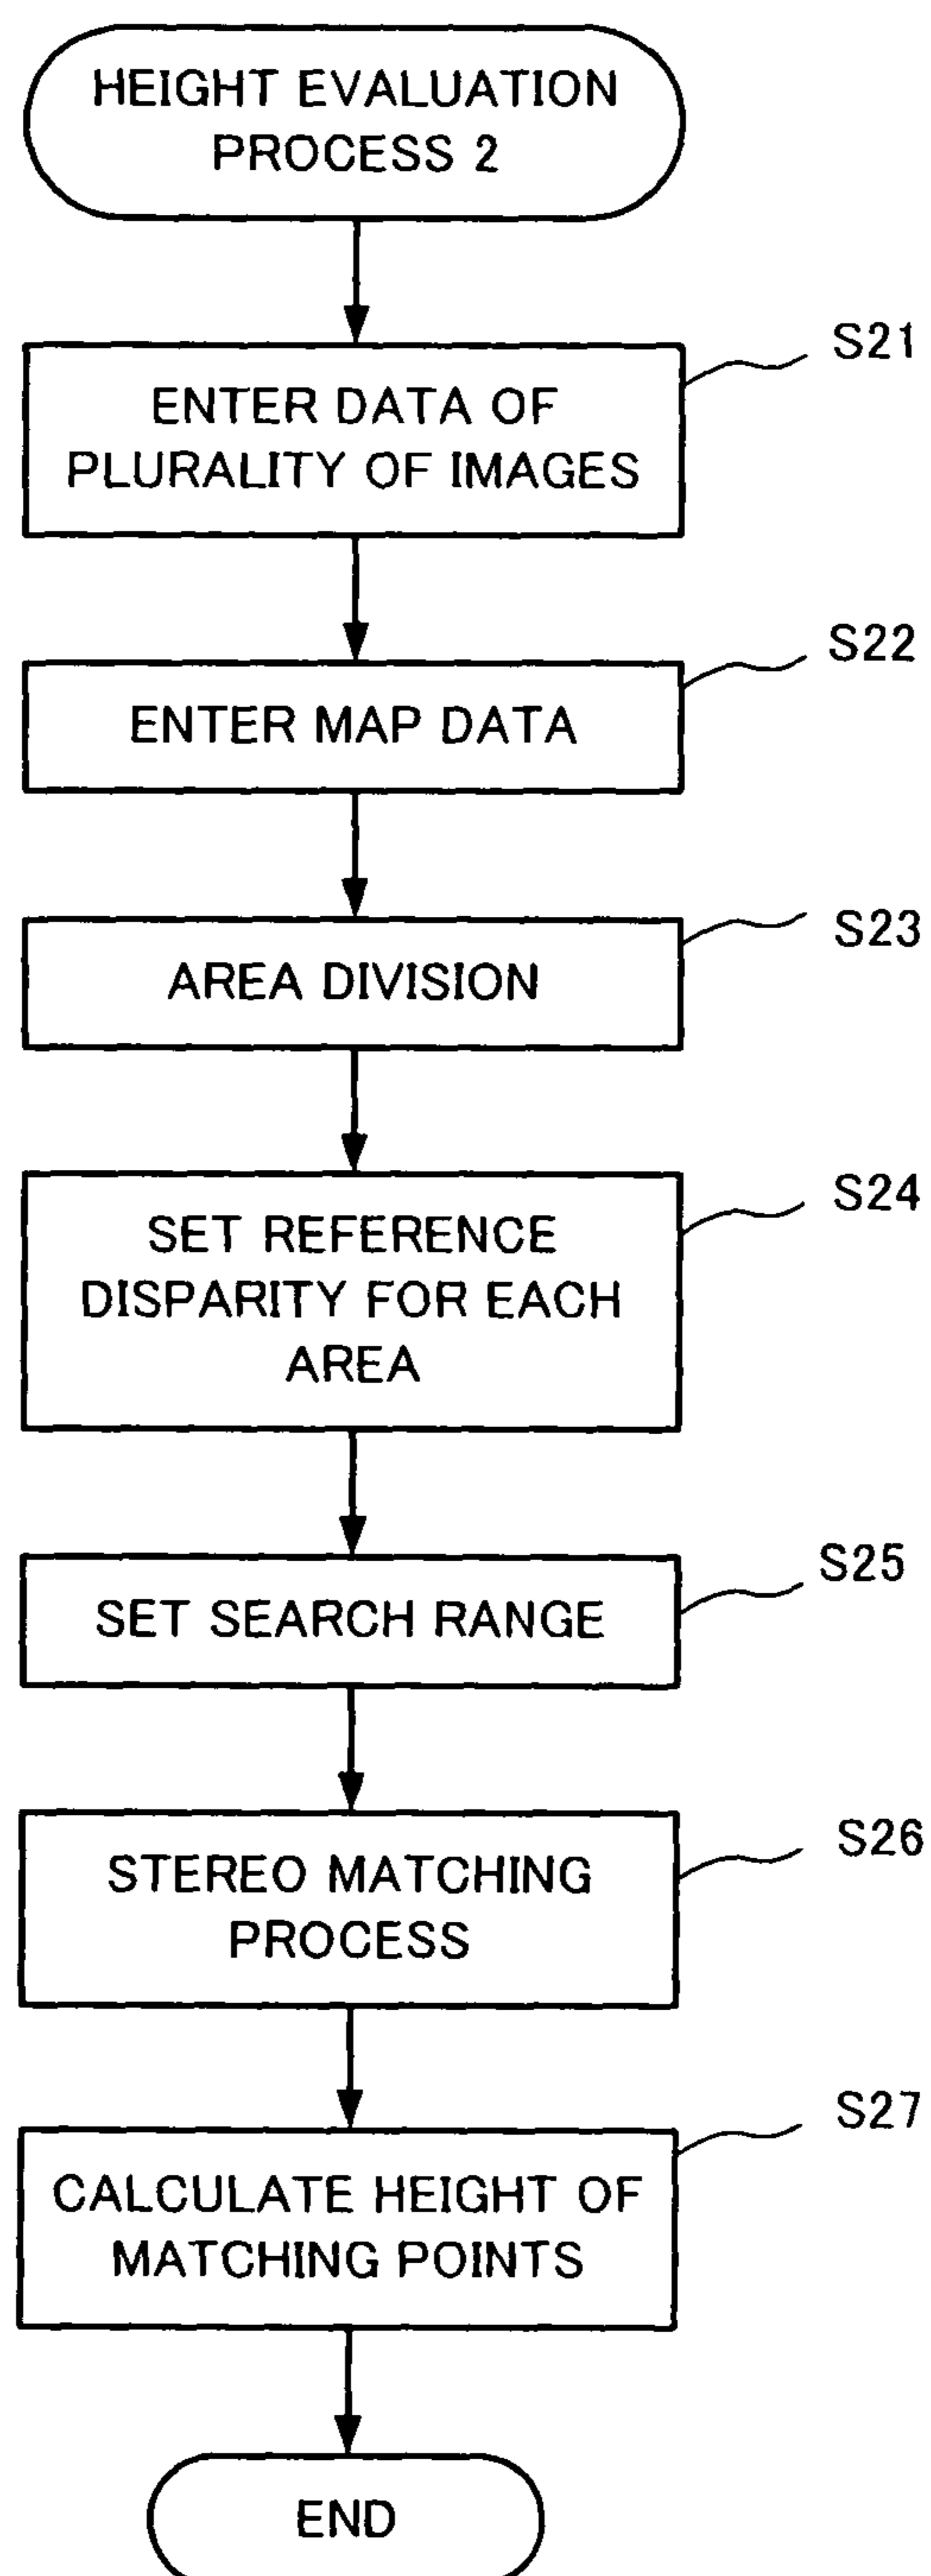 HEIGHT EVALUATION
PROCESS 2
S21
ENTER DATA OF
PLURALITY OF IMAGES
S22
ENTER MAP DATA
S23
AREA DIVISION
S24
SET REFERENCE
DISPARITY FOR EACH
AREA
S25
SET SEARCH RANGE
S26
STEREO MATCHING
PROCESS
S27
CALCULATE HEIGHT OF
MATCHING POINTS
END